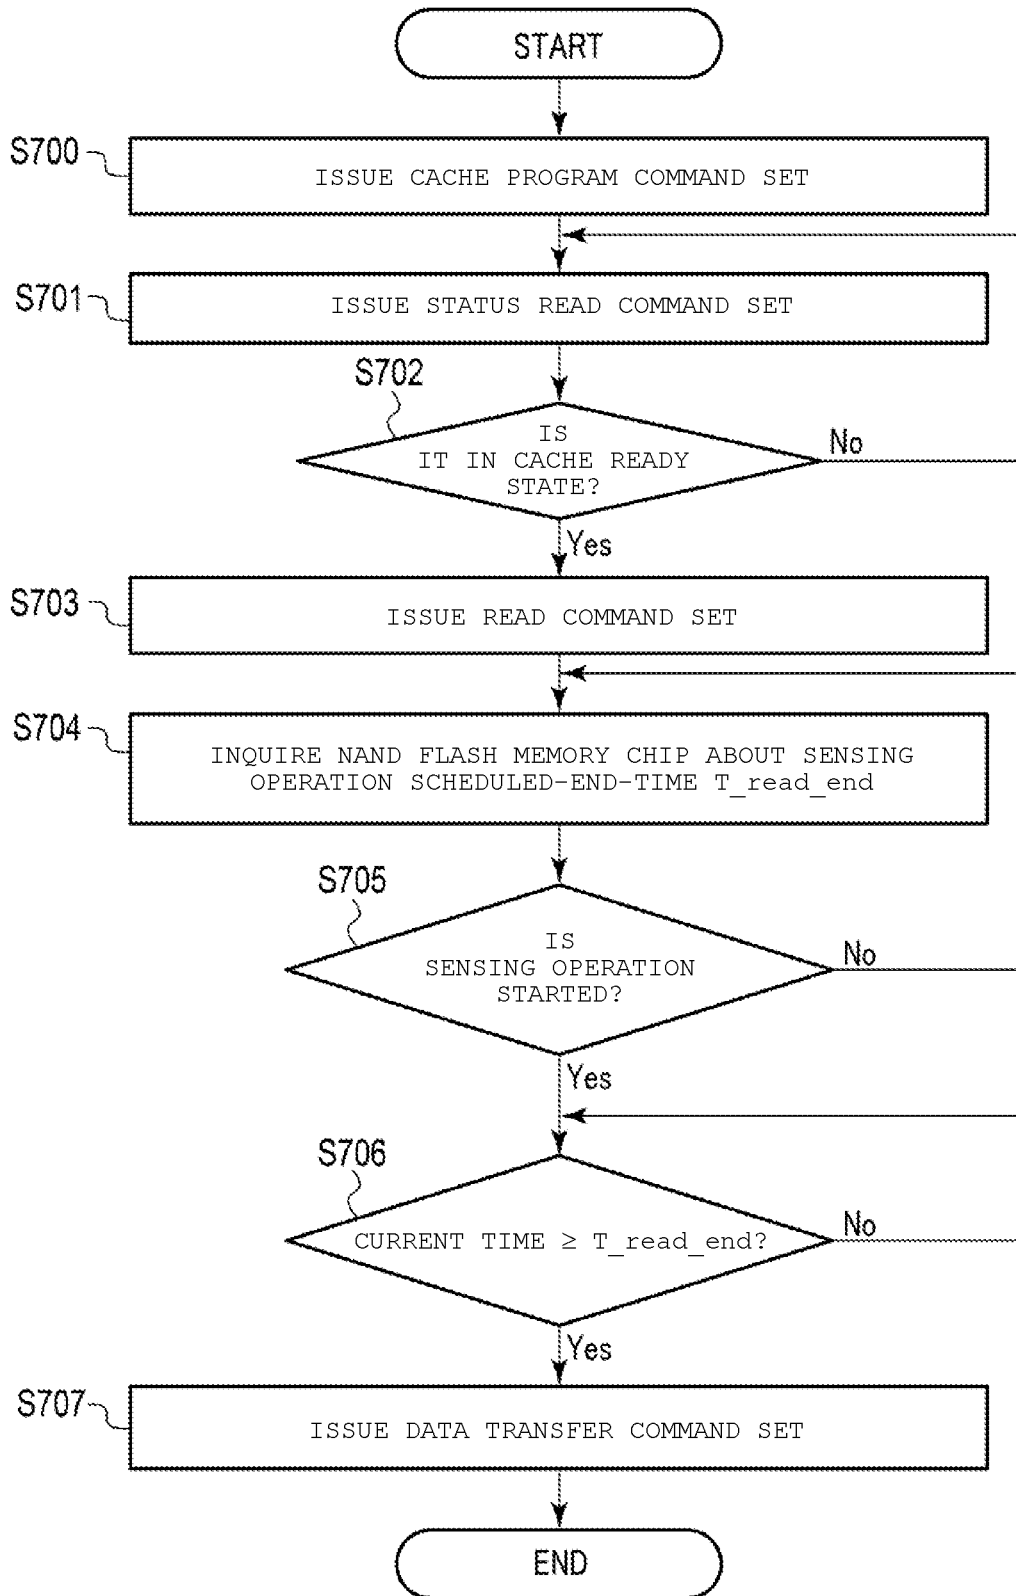 START
S700
ISSUE CACHE PROGRAM COMMAND SET
S701
ISSUE STATUS READ COMMAND SET
S702
IS
IT IN CACHE READY
STATE?
No
Yes
S703
ISSUE READ COMMAND SET
S704
INQUIRE NAND FLASH MEMORY CHIP ABOUT SENSING
OPERATION SCHEDULED-END-TIME T_read_end
S705
IS
SENSING OPERATION
STARTED?
No
Yes
S706
CURRENT TIME ≥ T_read_end?
No
Yes
S707
ISSUE DATA TRANSFER COMMAND SET
END